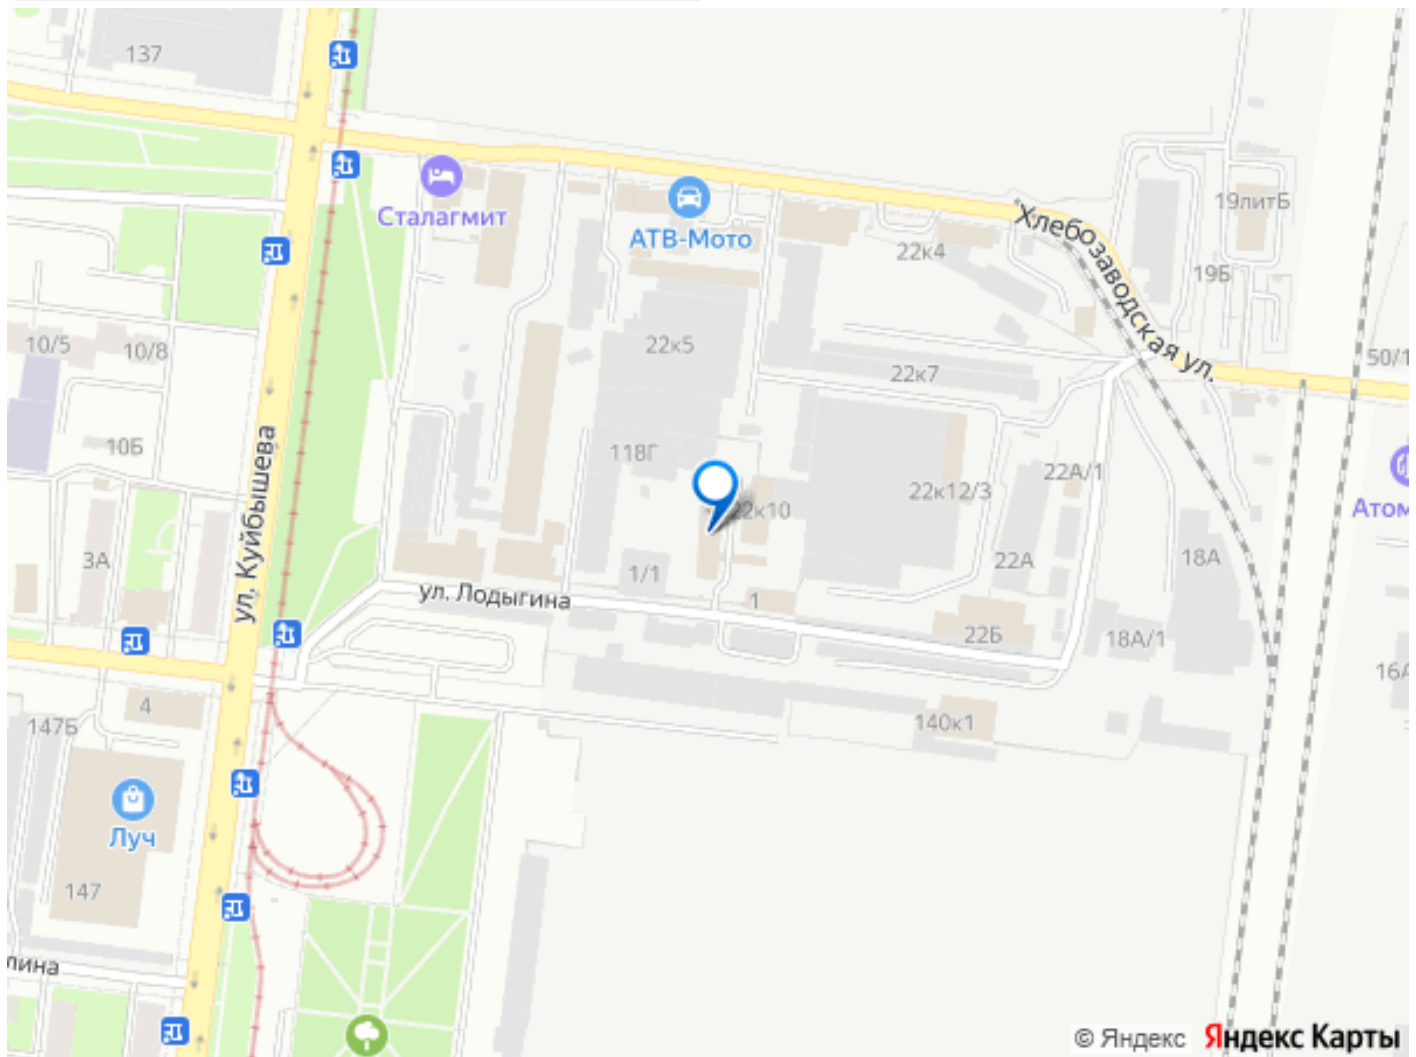 137
Сталагмит
АТВ-Мото
Хлебозаводская ул.
22к4
19литБ
19Б
10/5
10/8
22к5
22к7
50/1
10Б
118Г
22А/1
22к12/3
22к10
ул. Куйбышева
Атом
3А
1/1
22А
18А
ул. Лодыгина
1
22Б
18А/1
16А
4
147Б
140к1
Луч
147
лина
© Яндекс Яндекс Карты